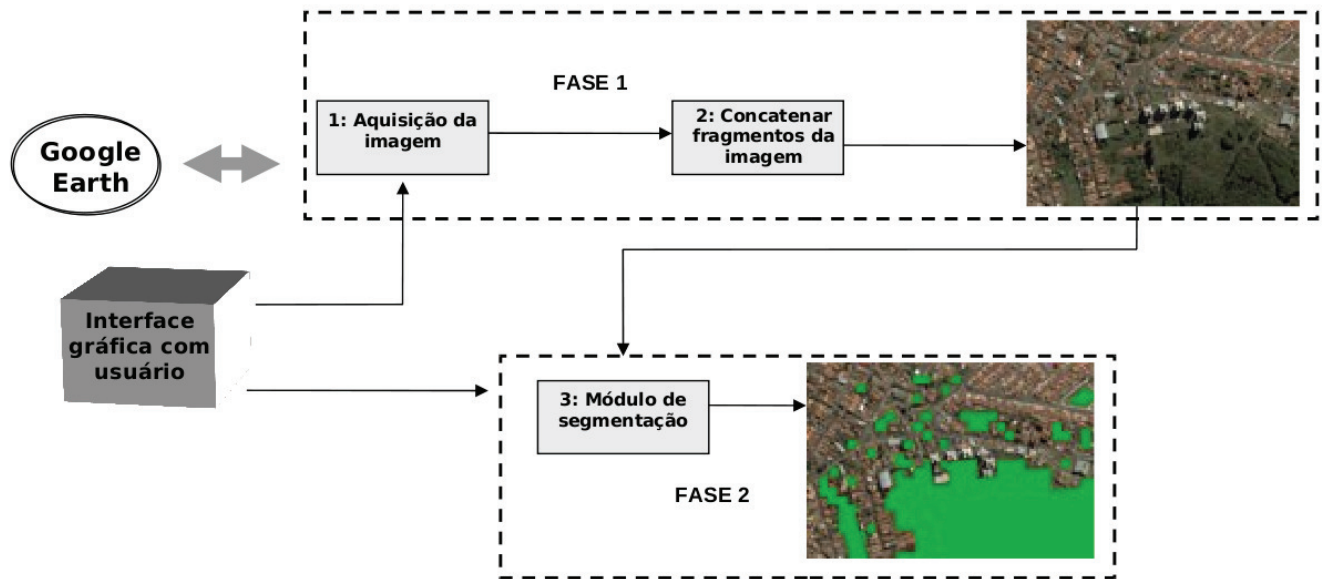 FASE 1
1: Aquisição da
imagem
2: Concatenar
fragmentos da
imagem
Google
Earth
Interface
gráfica com
usuário
3: Módulo de
segmentação
FASE 2